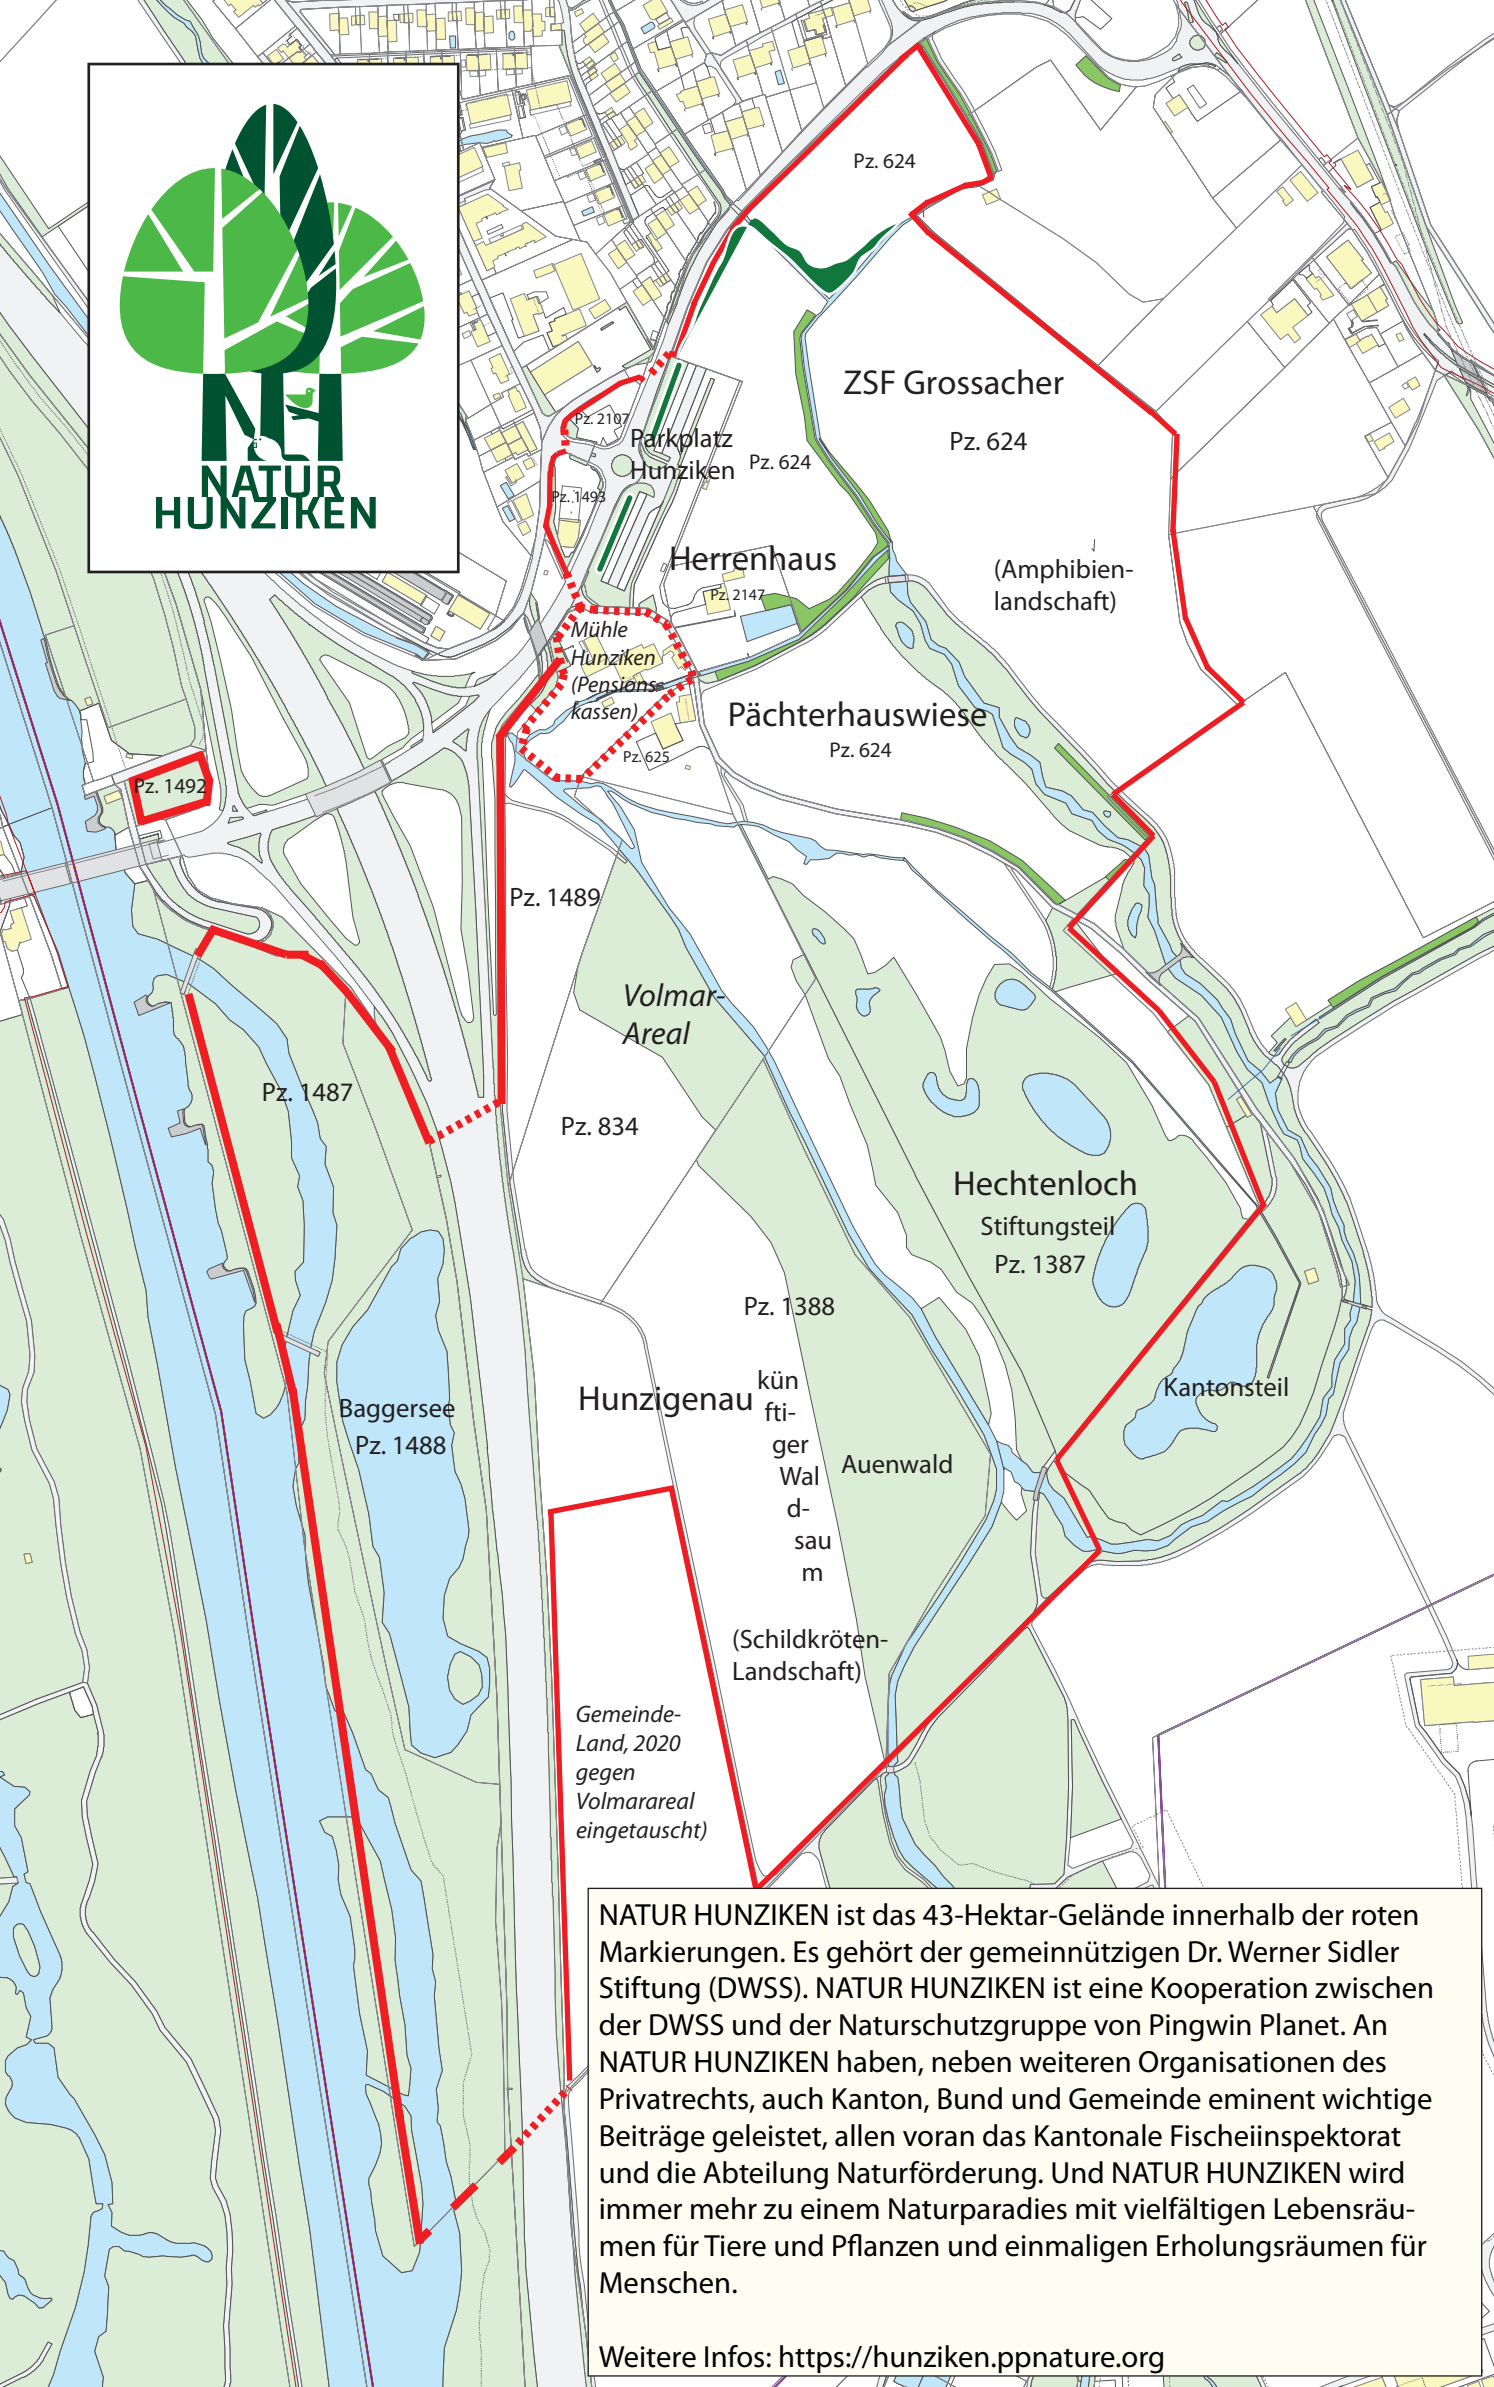 NATUR
HUNZIKEN
Pz. 624
ZSF Grossacher
Pz. 624
Pz. 2107
Parkplatz
Hunziken
Pz. 624
Pz. 1493
Herrenhaus
Pz. 2147
(Amphibien-
landschaft)
Mühle
Hunziken
(Pensions-
kassen)
Pächterhauswiese
Pz. 624
Pz. 625
Pz. 1492
Pz. 1489
Volmar-
Areal
Pz. 1487
Pz. 834
Hechtenloch
Stiftungsteil
Pz. 1387
Pz. 1388
Kantonsteil
Hunzigenau
kün
fti-
ger
Wal
d-
sau
m
Baggersee
Pz. 1488
Auenwald
(Schildkröten-
Landschaft)
Gemeinde-
Land, 2020
gegen
Volmarareal
eingetauscht)
NATUR HUNZIKEN ist das 43-Hektar-Gelände innerhalb der roten
Markierungen. Es gehört der gemeinnützigen Dr. Werner Sidler
Stiftung (DWSS). NATUR HUNZIKEN ist eine Kooperation zwischen
der DWSS und der Naturschutzgruppe von Pingwin Planet. An
NATUR HUNZIKEN haben, neben weiteren Organisationen des
Privatrechts, auch Kanton, Bund und Gemeinde eminent wichtige
Beiträge geleistet, allen voran das Kantonale Fischeiinspektorat
und die Abteilung Naturförderung. Und NATUR HUNZIKEN wird
immer mehr zu einem Naturparadies mit vielfältigen Lebensräu-
men für Tiere und Pflanzen und einmaligen Erholungsräumen für
Menschen.
Weitere Infos: https://hunziken.ppnature.org